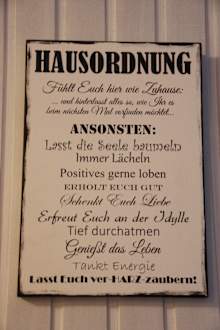 HAUSORDNUNG
Fühlt Euch hier wie Zuhause:
... und hinterlasst alles so, wie Ihr es
beim nächsten Mal vorfinden möchtet...
ANSONSTEN:
Lasst die Seele baumeln
Immer Lächeln
Positives gerne loben
ERHOLT EUCH GUT
Schenkt Euch Liebe
Erfreut Euch an der Idylle
Tief durchatmen
Genießt das Leben
Tankt Energie
Lasst Euch ver-HARZ-zaubern!